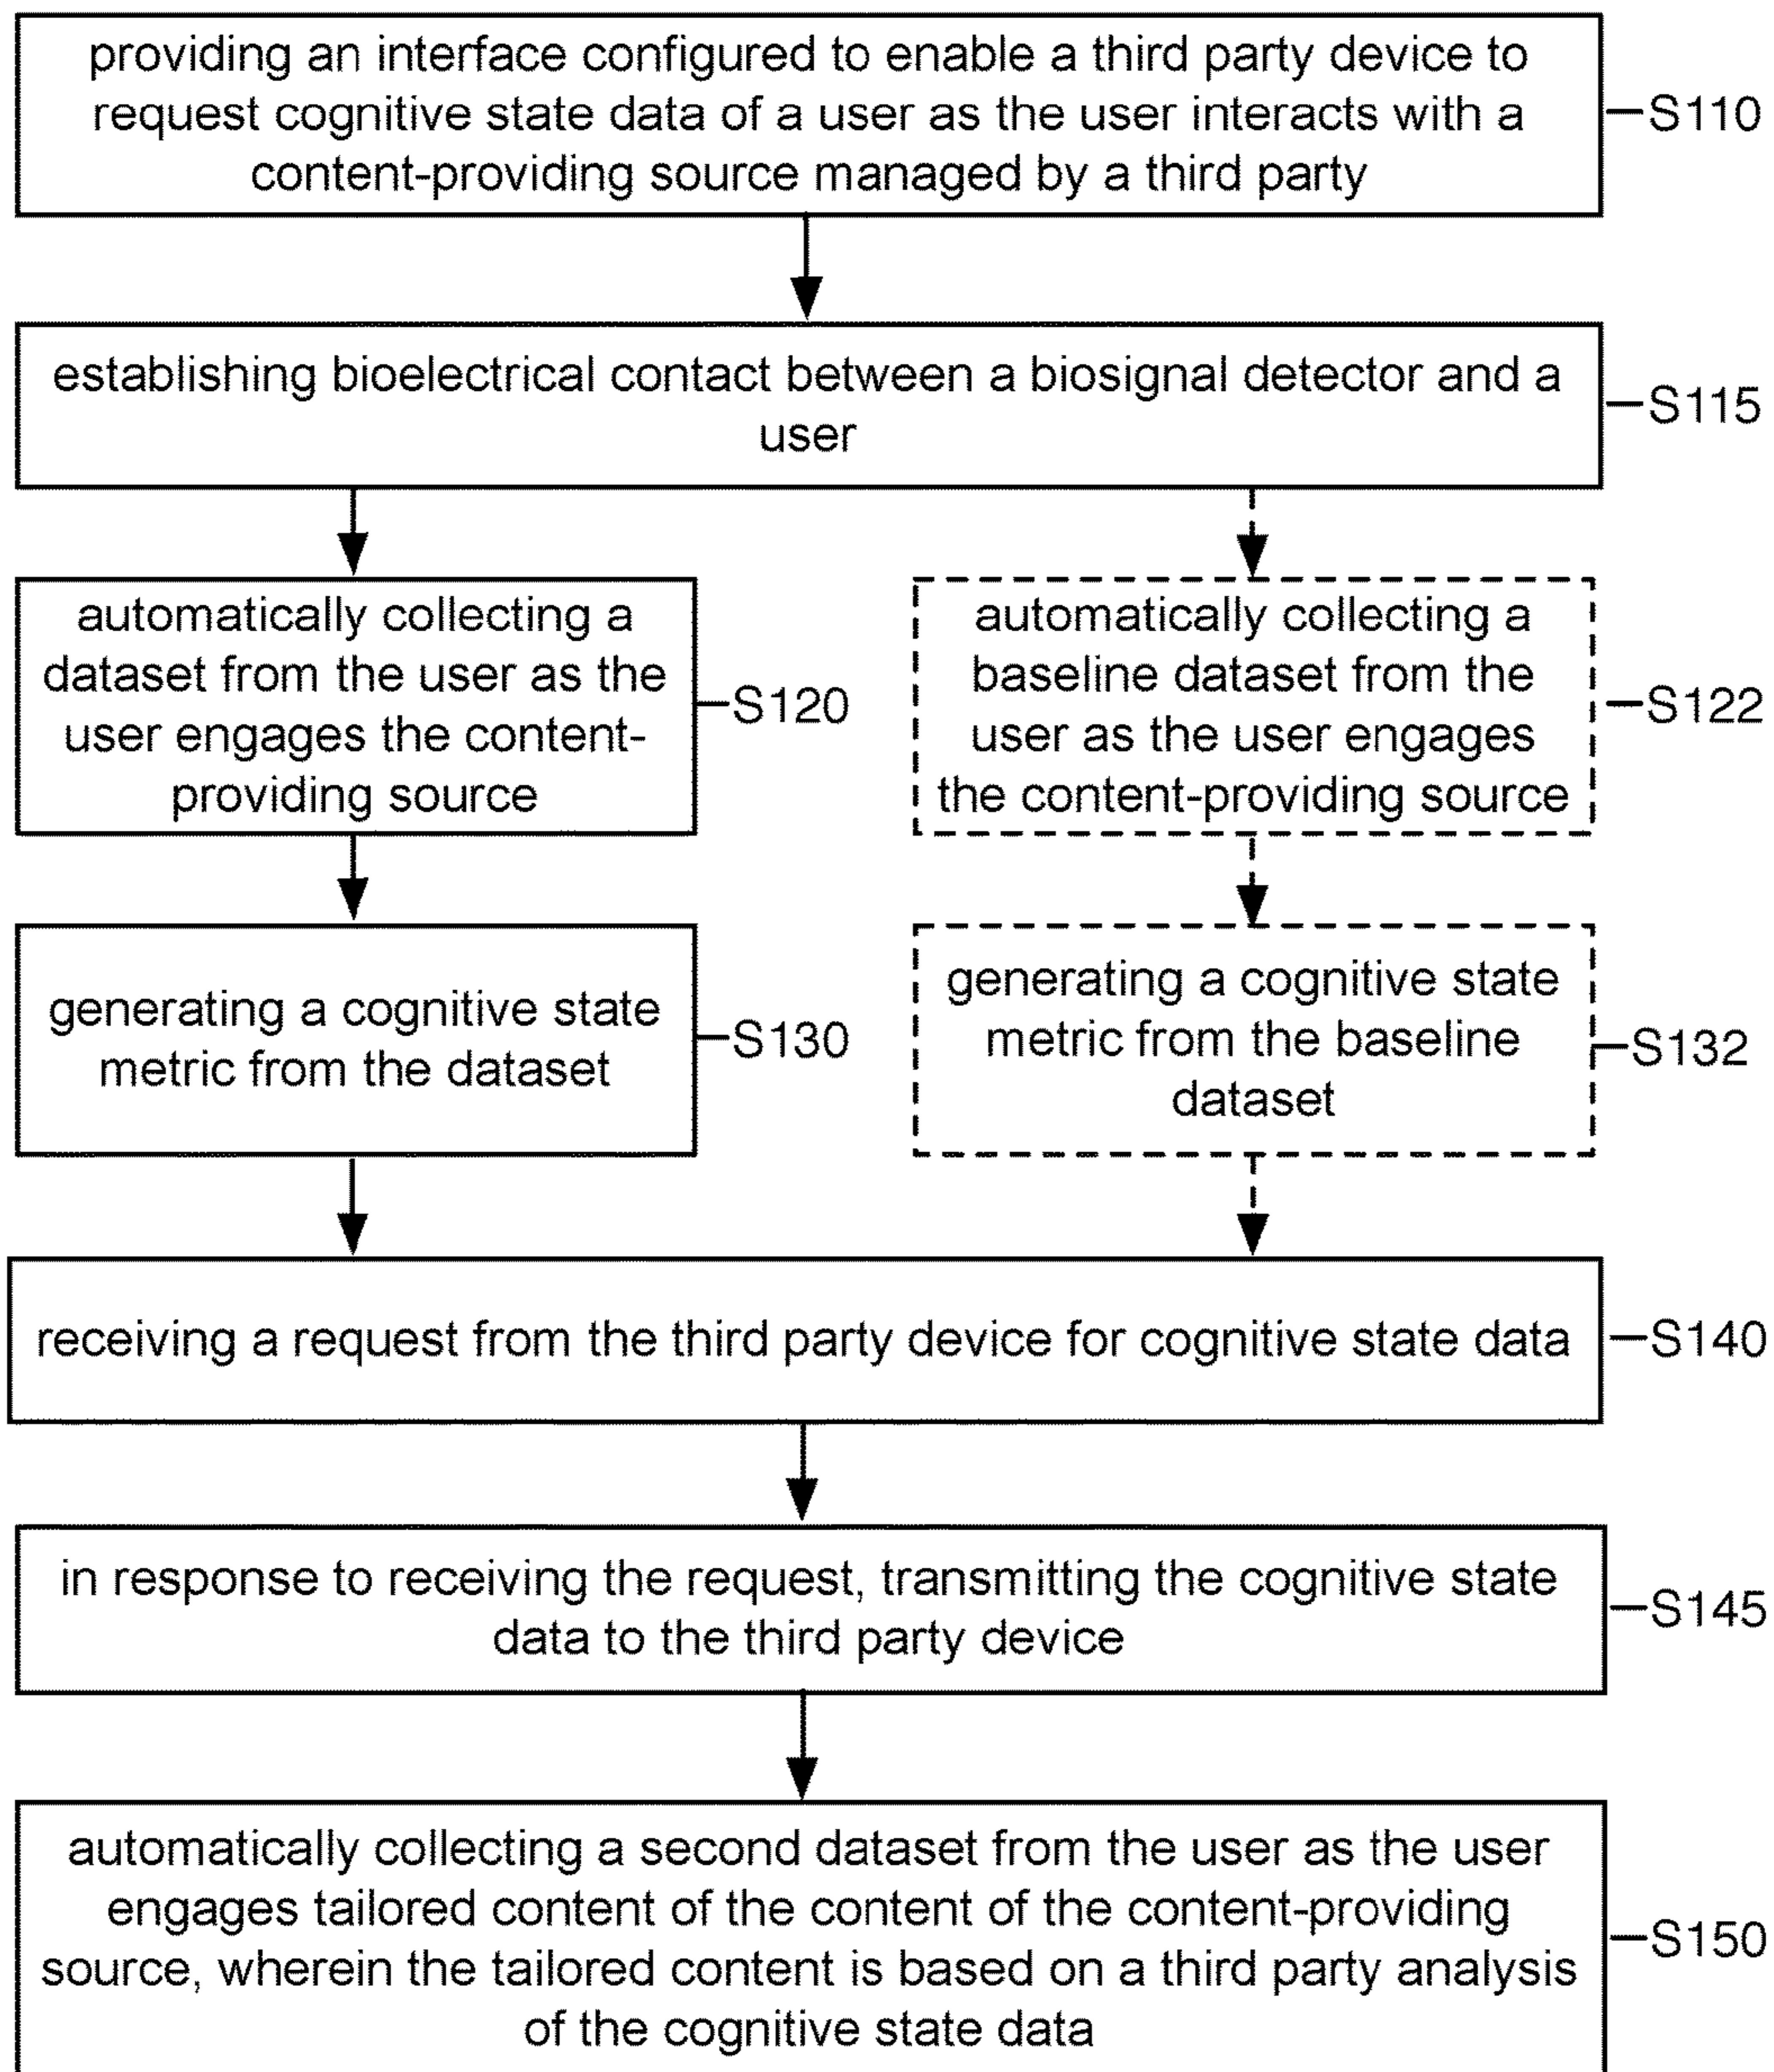 providing an interface configured to enable a third party device to
request cognitive state data of a user as the user interacts with a
content-providing source managed by a third party
S110
establishing bioelectrical contact between a biosignal detector and a
user
S115
automatically collecting a
dataset from the user as the
user engages the content-
providing source
S120
automatically collecting a
baseline dataset from the
user as the user engages
the content-providing source
S122
generating a cognitive state
metric from the dataset
S130
generating a cognitive state
metric from the baseline
dataset
S132
receiving a request from the third party device for cognitive state data
S140
in response to receiving the request, transmitting the cognitive state
data to the third party device
S145
automatically collecting a second dataset from the user as the user
engages tailored content of the content of the content-providing
source, wherein the tailored content is based on a third party analysis
of the cognitive state data
S150